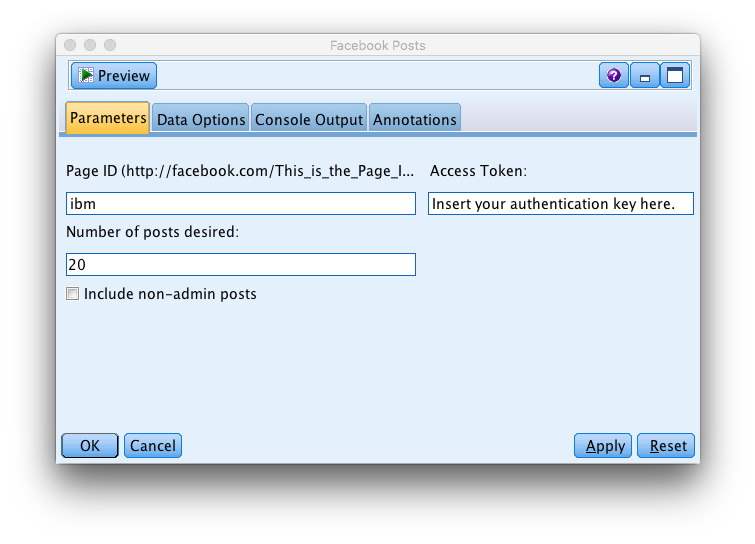 Facebook Posts
Preview
?
Parameters Data Options Console Output Annotations
Page ID (http://facebook.com/This_is_the_Page_I... Access Token:
ibm Insert your authentication key here.
Number of posts desired:
20
Include non-admin posts
OK Cancel Apply Reset